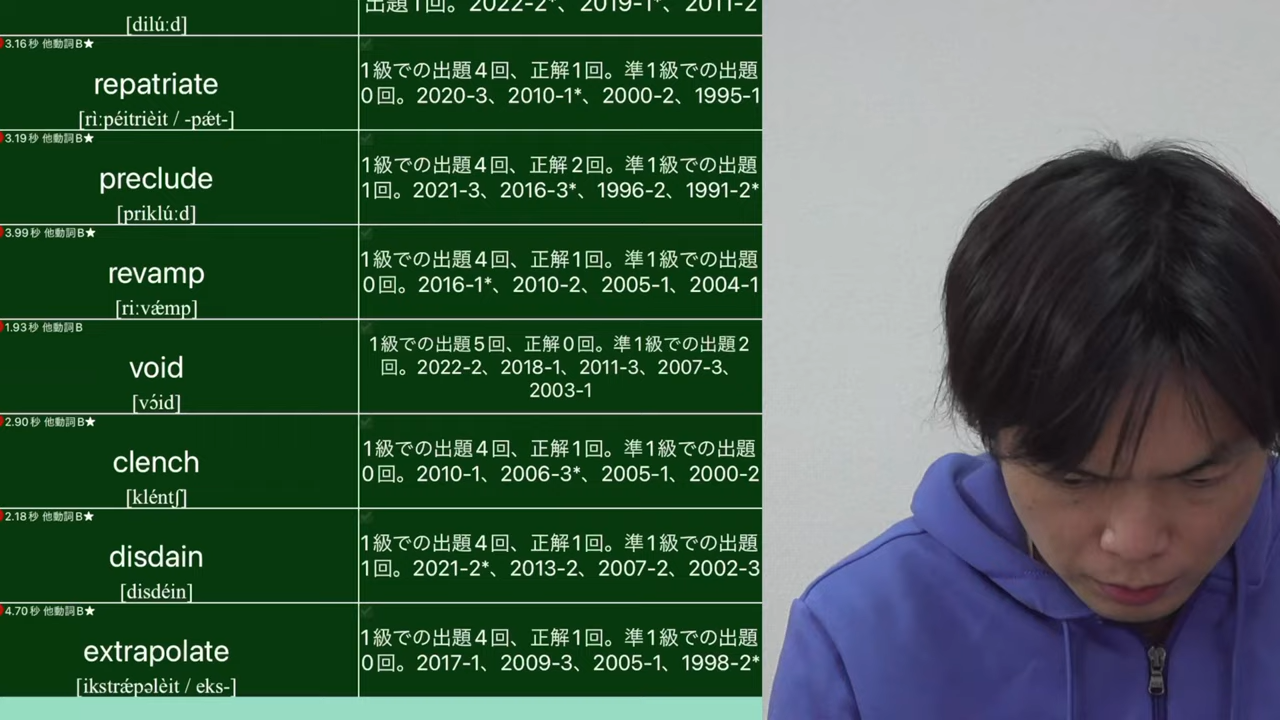 出題1回。2022-2*、2019-1*、2011-2
[dilúːd]
3.16秒 他動詞B★
repatriate
[rìːpéitrièit / -pǽt-]
1級での出題4回、正解1回。準1級での出題
0回。2020-3、2010-1*、2000-2、1995-1
3.19秒 他動詞B★
preclude
[priklúːd]
1級での出題4回、正解2回。準1級での出題
1回。2021-3、2016-3*、1996-2、1991-2*
3.99秒 他動詞B★
revamp
[riːvǽmp]
1級での出題4回、正解1回。準1級での出題
0回。2016-1*、2010-2、2005-1、2004-1
1.93秒 他動詞B
void
[vɔ́id]
1級での出題5回、正解0回。準1級での出題2
回。2022-2、2018-1、2011-3、2007-3、
2003-1
2.90秒 他動詞B★
clench
[kléntʃ]
1級での出題4回、正解1回。準1級での出題
0回。2010-1、2006-3*、2005-1、2000-2
2.18秒 他動詞B★
disdain
[disdéin]
1級での出題4回、正解1回。準1級での出題
1回。2021-2*、2013-2、2007-2、2002-3
4.70秒 他動詞B★
extrapolate
[ikstrǽpəlèit / eks-]
1級での出題4回、正解1回。準1級での出題
0回。2017-1、2009-3、2005-1、1998-2*